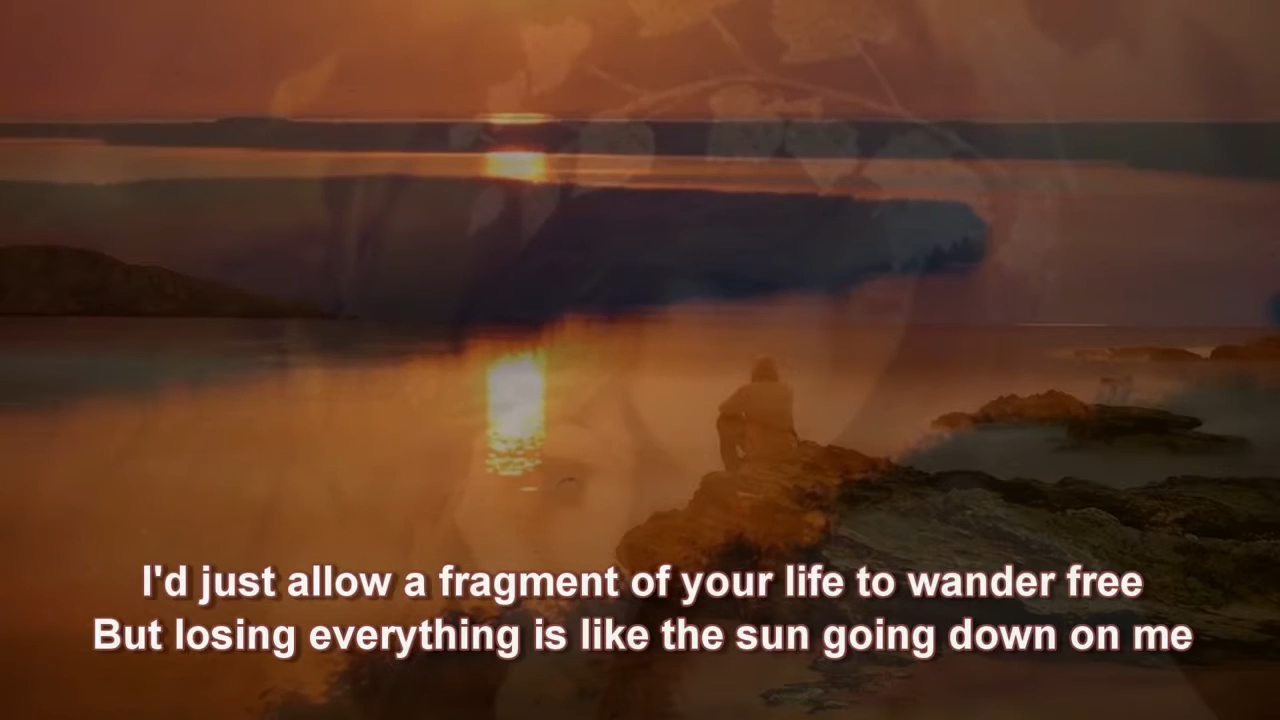 I'd just allow a fragment of your life to wander free
But losing everything is like the sun going down on me